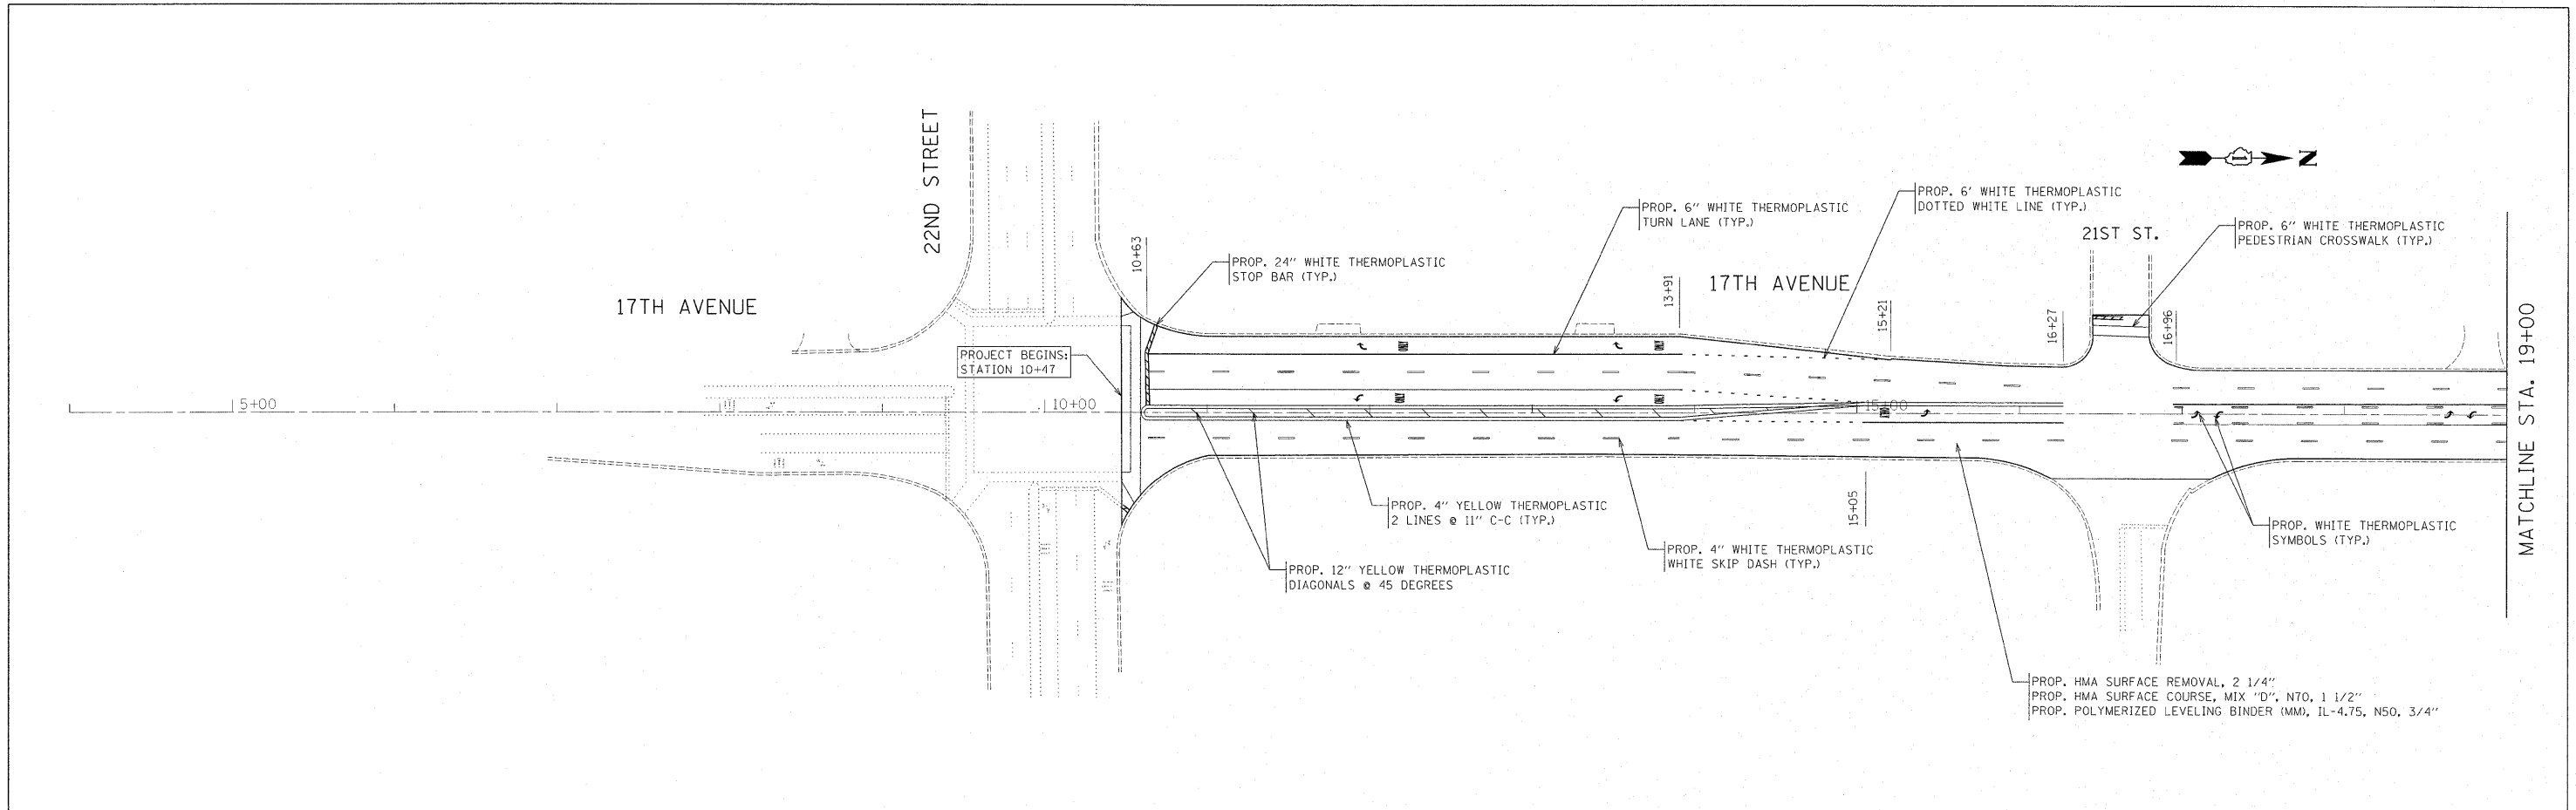 22ND STREET
17TH AVENUE
PROJECT BEGINS:
STATION 10+47
5+00
10+00
10+63
PROP. 24" WHITE THERMOPLASTIC
STOP BAR (TYP.)
PROP. 6" WHITE THERMOPLASTIC
TURN LANE (TYP.)
13+91
17TH AVENUE
PROP. 6' WHITE THERMOPLASTIC
DOTTED WHITE LINE (TYP.)
15+21
21ST ST.
N
PROP. 6" WHITE THERMOPLASTIC
PEDESTRIAN CROSSWALK (TYP.)
16+27
16+96
ONLY
ONLY
ONLY
ONLY
15+00
MATCHLINE STA. 19+00
PROP. 4" YELLOW THERMOPLASTIC
2 LINES @ 11" C-C (TYP.)
PROP. 12" YELLOW THERMOPLASTIC
DIAGONALS @ 45 DEGREES
PROP. 4" WHITE THERMOPLASTIC
WHITE SKIP DASH (TYP.)
15+05
PROP. WHITE THERMOPLASTIC
SYMBOLS (TYP.)
PROP. HMA SURFACE REMOVAL, 2 1/4"
PROP. HMA SURFACE COURSE, MIX "D", N70, 1 1/2"
PROP. POLYMERIZED LEVELING BINDER (MM), IL-4.75, N50, 3/4"